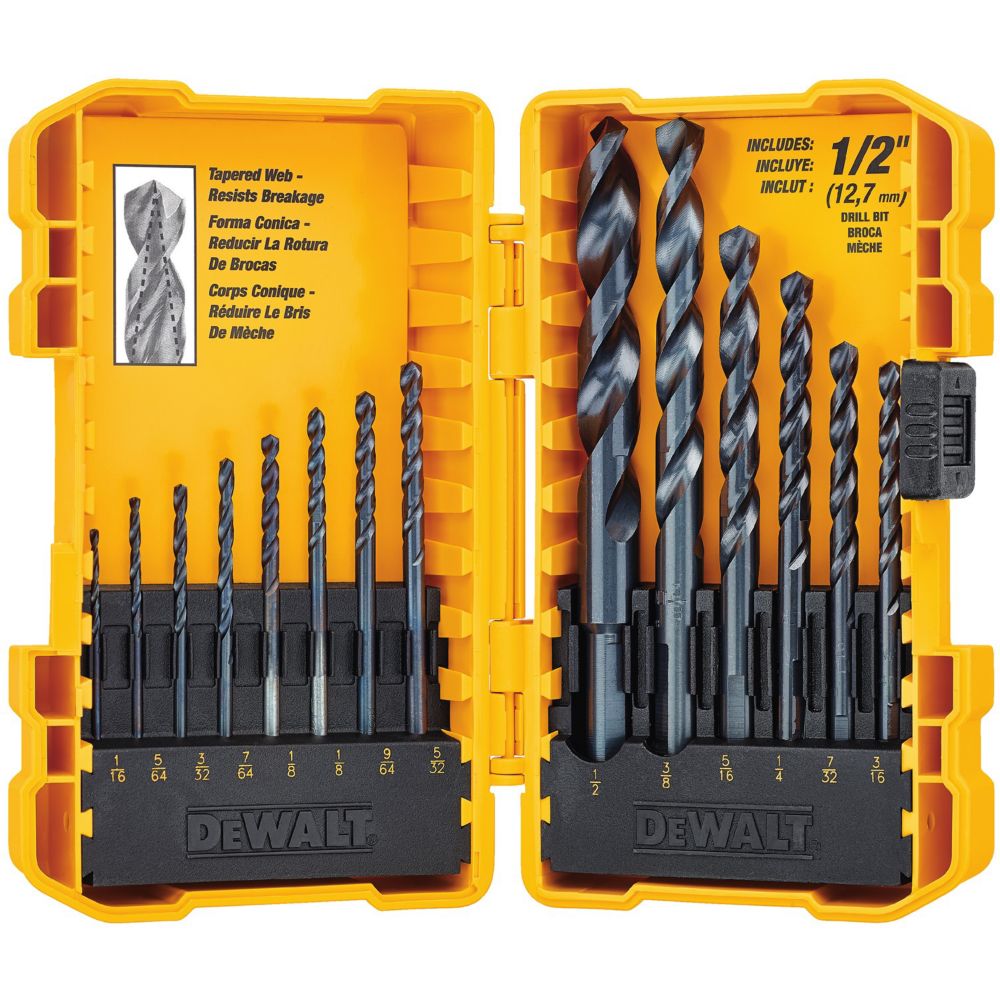 Tapered Web -
Resists Breakage
Forma Conica -
Reducir La Rotura
De Brocas
Corps Conique -
Réduire Le Bris
De Mèche
1/16 5/64 3/32 7/64 1/8 1/8 9/64 5/32
DEWALT®
INCLUDES:
INCLUYE:
INCLUT :
1/2"
(12,7 mm)
DRILL BIT
BROCA
MÈCHE
1/2 3/8 5/16 1/4 7/32 3/16
DEWALT